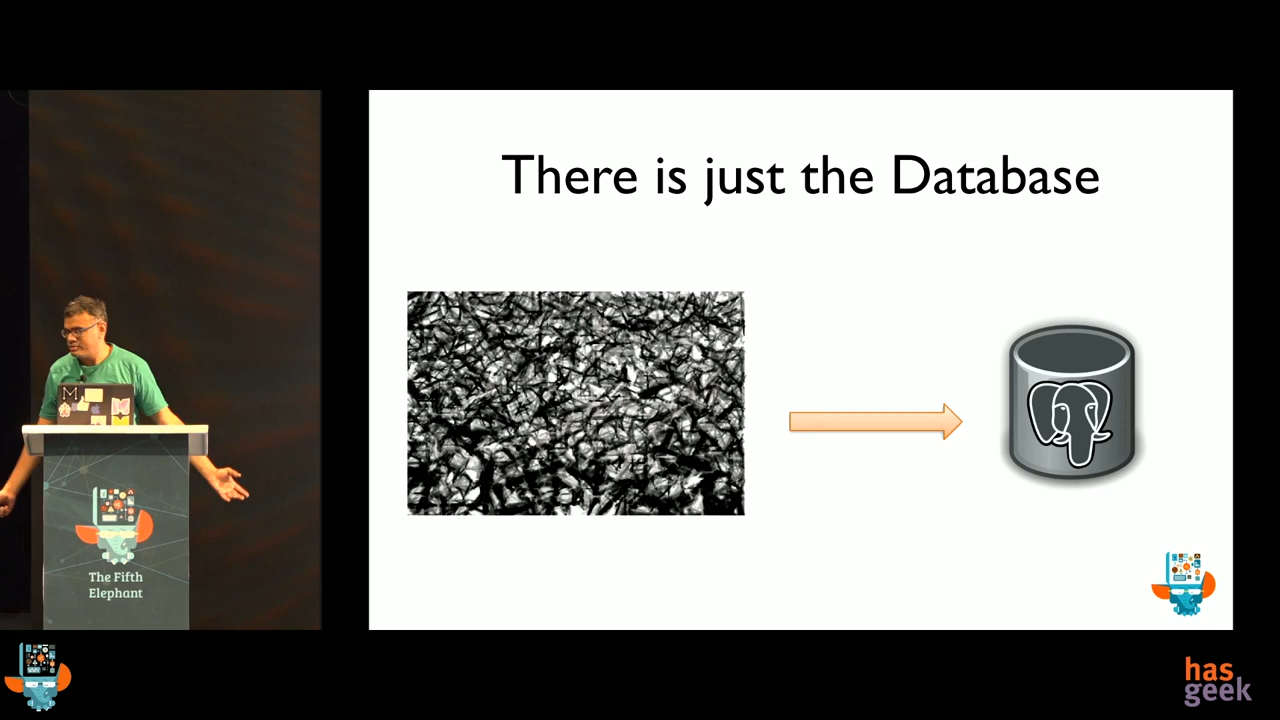 There is just the Database
M
The Fifth
Elephant
has
geek